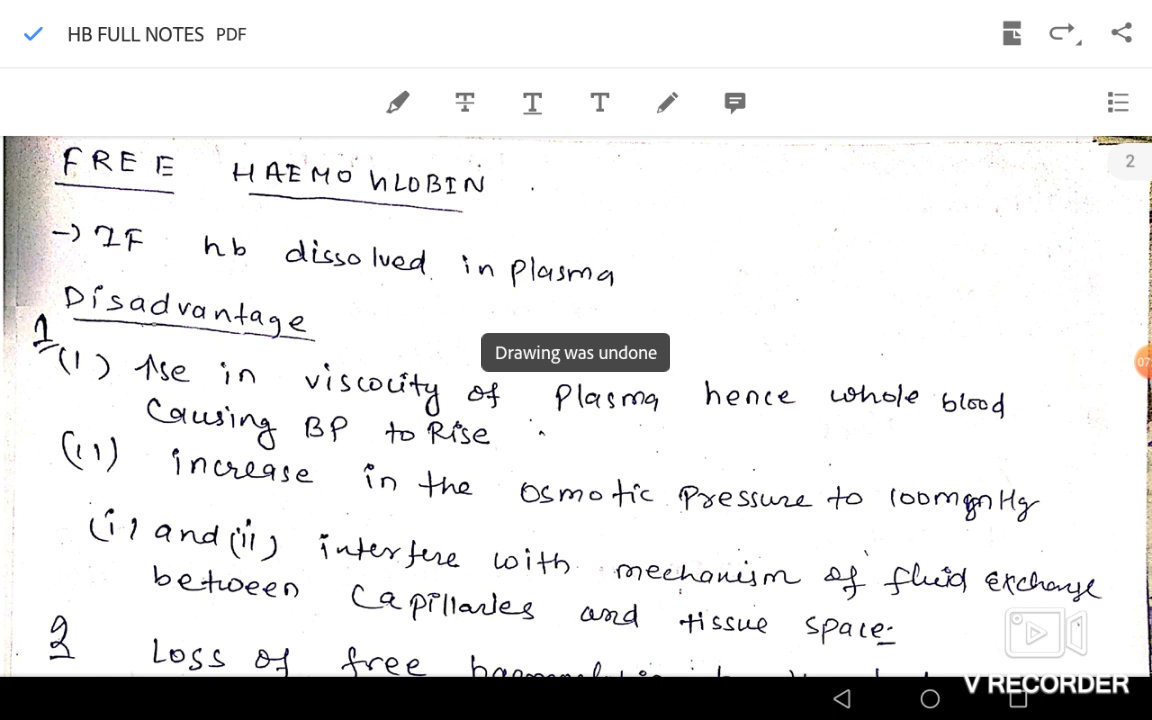 HB FULL NOTES PDF
2
FREE HAEMOhLOBIN
→ IF hb dissolved in plasma
Disadvantage
Drawing was undone
1 (i) ↑se in viscocity of plasma hence whole blood
causing BP to Rise
(ii) increase in the osmotic pressure to 100
(i) and (ii) interfere with mechanism of fluid exchange
between capillaries and tissue space
2 Loss of free
V RECORDER